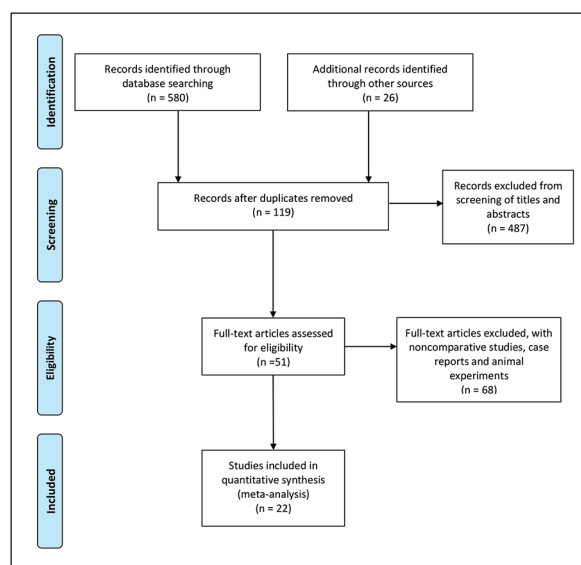 Identification
Records identified through
database searching
(n = 580)
Additional records identified
through other sources
(n = 26)
Screening
Records after duplicates removed
(n = 119)
Records excluded from
screening of titles and
abstracts
(n = 487)
Eligibility
Full-text articles assessed
for eligibility
(n =51)
Full-text articles excluded, with
noncomparative studies, case
reports and animal
experiments
(n = 68)
Included
Studies included in
quantitative synthesis
(meta-analysis)
(n = 22)